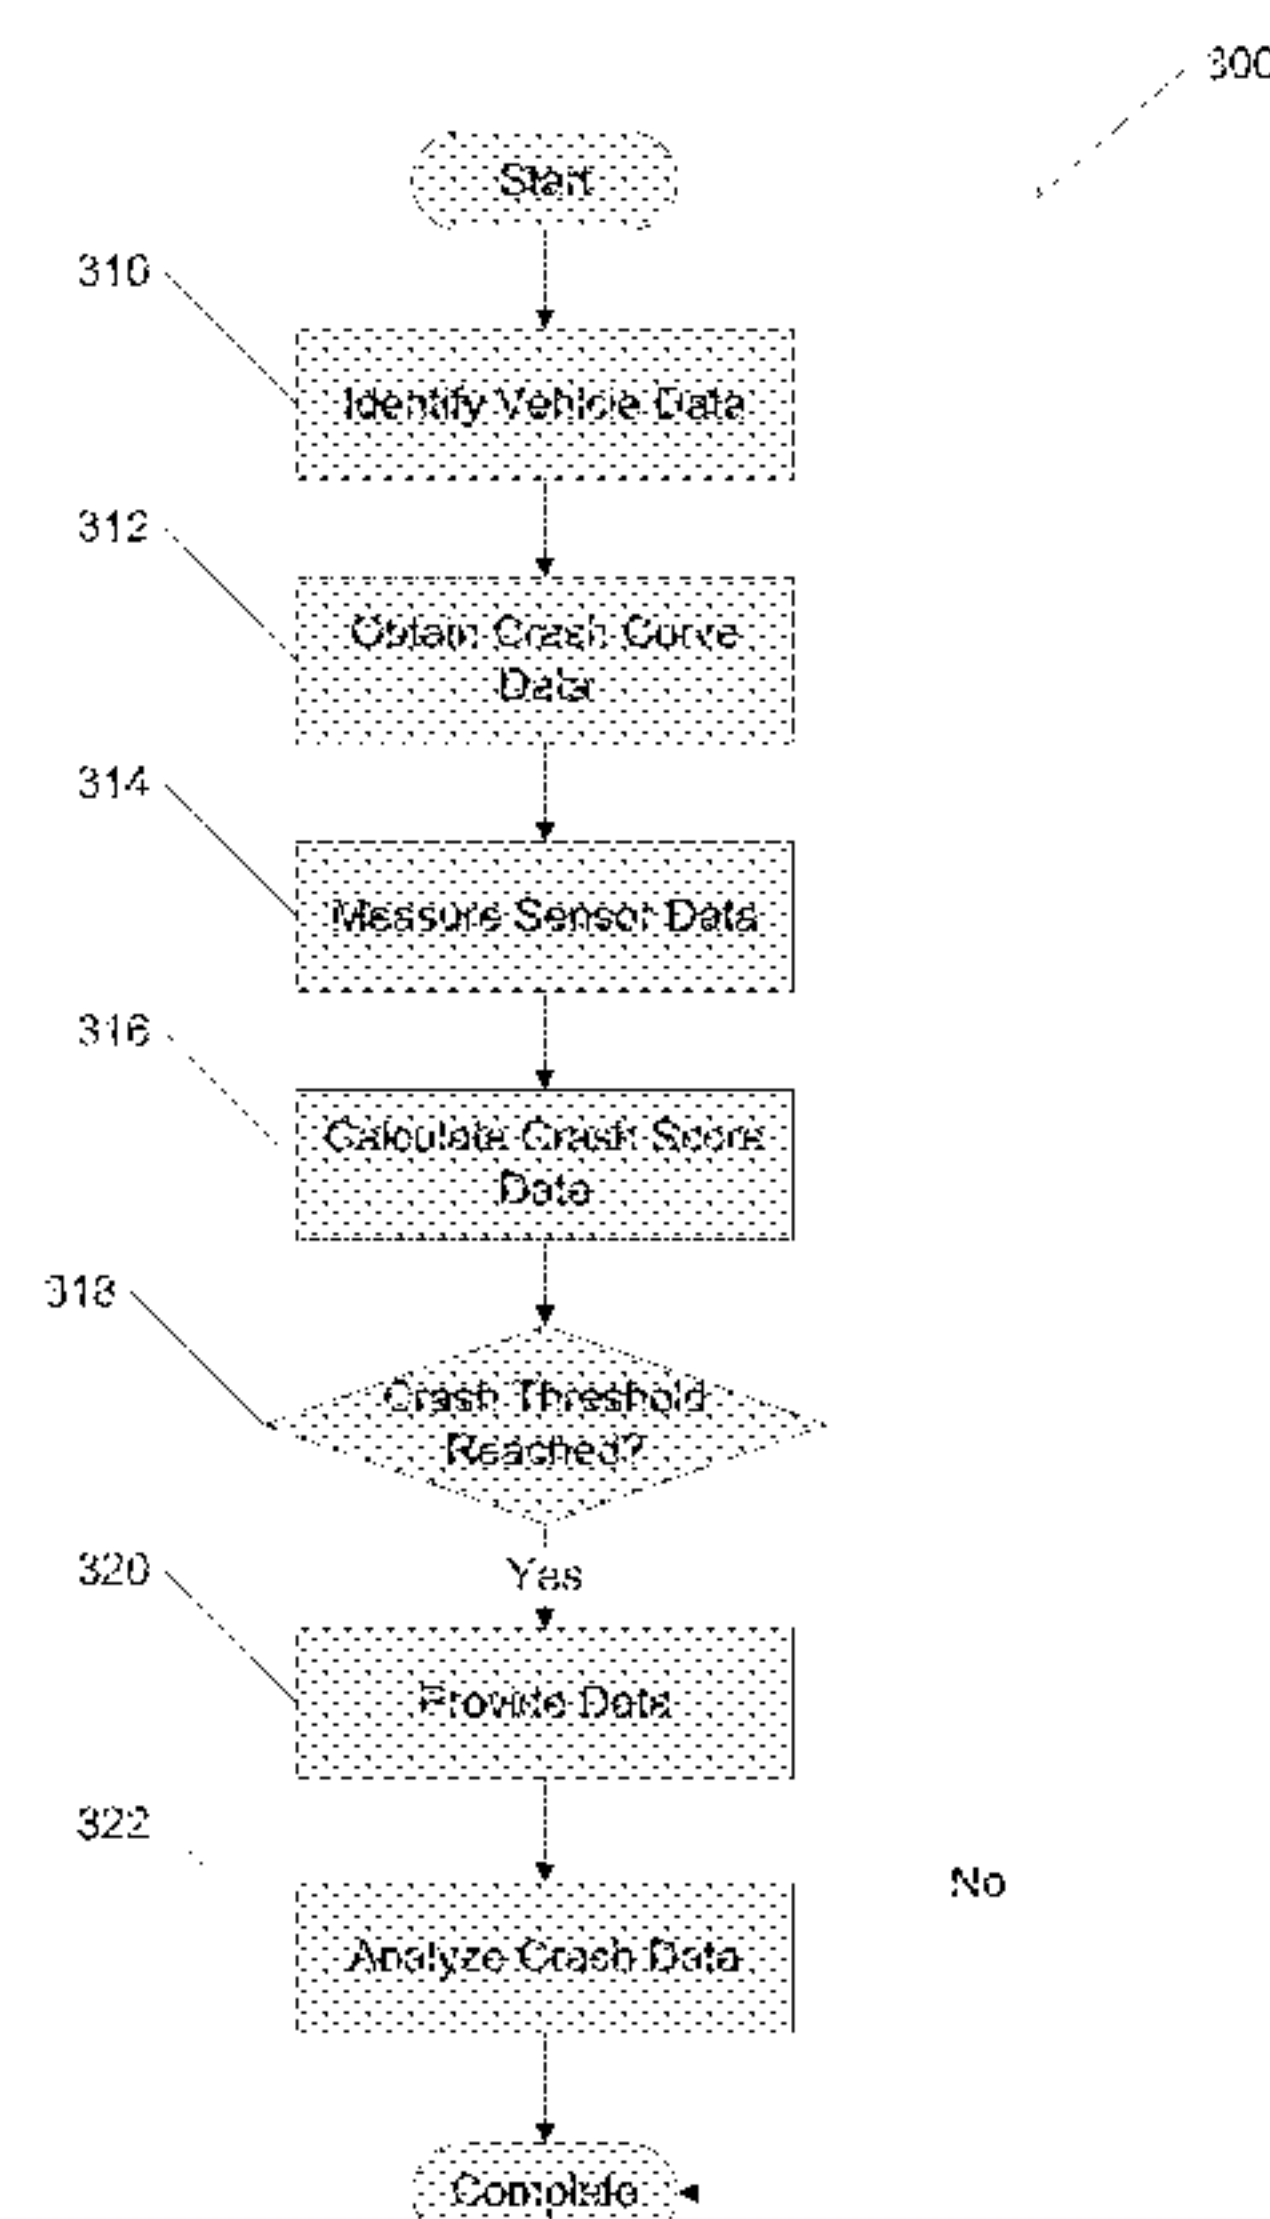 300
Start
310
Identify Vehicle Data
312
Obtain Crash Curve
Data
314
Measure Sensor Data
316
Calculate Crash Score
Data
318
Crash Threshold
Reached?
Yes
320
Provide Data
322
No
Analyze Crash Data
Complete